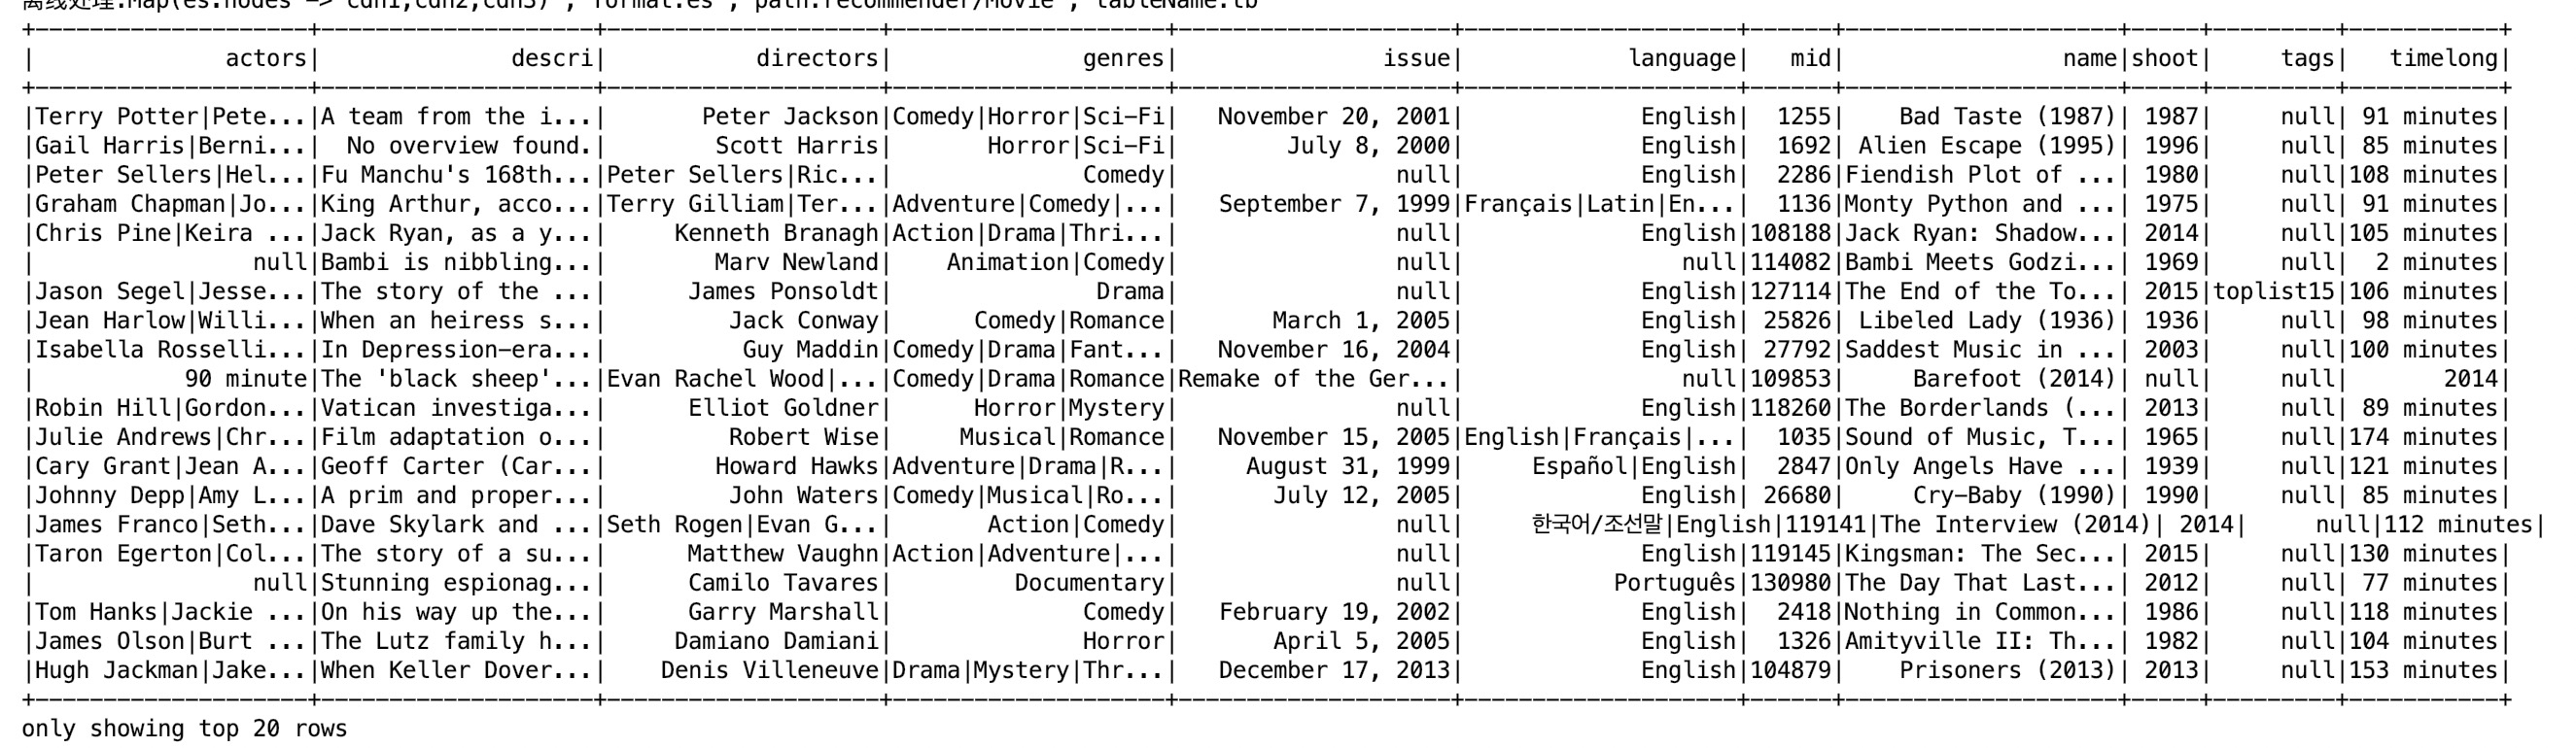 离线处理:Map(es.nodes -> cdh1,cdh2,cdh3) , format:es , path:recommender/Movie , tableName:tb
+--------------------+--------------------+--------------------+--------------------+--------------------+--------------------+------+--------------------+-----+---------+-----------+
|              actors|              descri|           directors|              genres|               issue|            language|   mid|                name|shoot|     tags|   timelong|
+--------------------+--------------------+--------------------+--------------------+--------------------+--------------------+------+--------------------+-----+---------+-----------+
|Terry Potter|Pete...|A team from the i...|       Peter Jackson|Comedy|Horror|Sci-Fi|   November 20, 2001|             English|  1255|    Bad Taste (1987)| 1987|     null| 91 minutes|
|Gail Harris|Berni...|  No overview found.|        Scott Harris|       Horror|Sci-Fi|        July 8, 2000|             English|  1692| Alien Escape (1995)| 1996|     null| 85 minutes|
|Peter Sellers|Hel...|Fu Manchu's 168th...|Peter Sellers|Ric...|              Comedy|                null|             English|  2286|Fiendish Plot of ...| 1980|     null|108 minutes|
|Graham Chapman|Jo...|King Arthur, acco...|Terry Gilliam|Ter...|Adventure|Comedy|...|   September 7, 1999|Français|Latin|En...|  1136|Monty Python and ...| 1975|     null| 91 minutes|
|Chris Pine|Keira ...|Jack Ryan, as a y...|     Kenneth Branagh|Action|Drama|Thri...|                null|             English|108188|Jack Ryan: Shadow...| 2014|     null|105 minutes|
|                null|Bambi is nibbling...|        Marv Newland|    Animation|Comedy|                null|                null|114082|Bambi Meets Godzi...| 1969|     null|  2 minutes|
|Jason Segel|Jesse...|The story of the ...|      James Ponsoldt|               Drama|                null|             English|127114|The End of the To...| 2015|toplist15|106 minutes|
|Jean Harlow|Willi...|When an heiress s...|         Jack Conway|      Comedy|Romance|       March 1, 2005|             English| 25826| Libeled Lady (1936)| 1936|     null| 98 minutes|
|Isabella Rosselli...|In Depression-era...|          Guy Maddin|Comedy|Drama|Fant...|   November 16, 2004|             English| 27792|Saddest Music in ...| 2003|     null|100 minutes|
|           90 minute|The 'black sheep'...|Evan Rachel Wood|...|Comedy|Drama|Romance|Remake of the Ger...|                null|109853|     Barefoot (2014)| null|     null|       2014|
|Robin Hill|Gordon...|Vatican investiga...|     Elliot Goldner|      Horror|Mystery|                null|             English|118260|The Borderlands (...| 2013|     null| 89 minutes|
|Julie Andrews|Chr...|Film adaptation o...|         Robert Wise|     Musical|Romance|   November 15, 2005|English|Français|...|  1035|Sound of Music, T...| 1965|     null|174 minutes|
|Cary Grant|Jean A...|Geoff Carter (Car...|        Howard Hawks|Adventure|Drama|R...|     August 31, 1999|     Español|English|  2847|Only Angels Have ...| 1939|     null|121 minutes|
|Johnny Depp|Amy L...|A prim and proper...|         John Waters|Comedy|Musical|Ro...|       July 12, 2005|             English| 26680|     Cry-Baby (1990)| 1990|     null| 85 minutes|
|James Franco|Seth...|Dave Skylark and ...|Seth Rogen|Evan G...|       Action|Comedy|                null|     한국어/조선말|English|119141|The Interview (2014)| 2014|     null|112 minutes|
|Taron Egerton|Col...|The story of a su...|      Matthew Vaughn|Action|Adventure|...|                null|             English|119145|Kingsman: The Sec...| 2015|     null|130 minutes|
|                null|Stunning espionag...|      Camilo Tavares|         Documentary|                null|           Português|130980|The Day That Last...| 2012|     null| 77 minutes|
|Tom Hanks|Jackie ...|On his way up the...|      Garry Marshall|              Comedy|   February 19, 2002|             English|  2418|Nothing in Common...| 1986|     null|118 minutes|
|James Olson|Burt ...|The Lutz family h...|     Damiano Damiani|              Horror|       April 5, 2005|             English|  1326|Amityville II: Th...| 1982|     null|104 minutes|
|Hugh Jackman|Jake...|When Keller Dover...|    Denis Villeneuve|Drama|Mystery|Thr...|   December 17, 2013|             English|104879|    Prisoners (2013)| 2013|     null|153 minutes|
+--------------------+--------------------+--------------------+--------------------+--------------------+--------------------+------+--------------------+-----+---------+-----------+
only showing top 20 rows